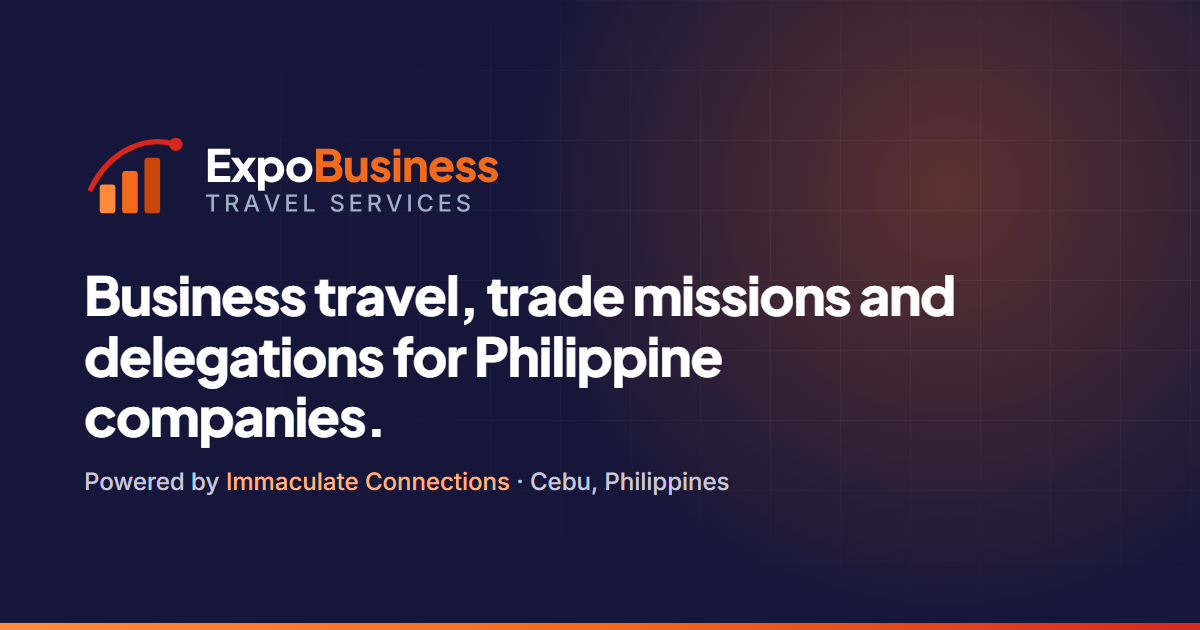 ExpoBusiness
TRAVEL SERVICES
Business travel, trade missions and
delegations for Philippine
companies.
Powered by Immaculate Connections · Cebu, Philippines